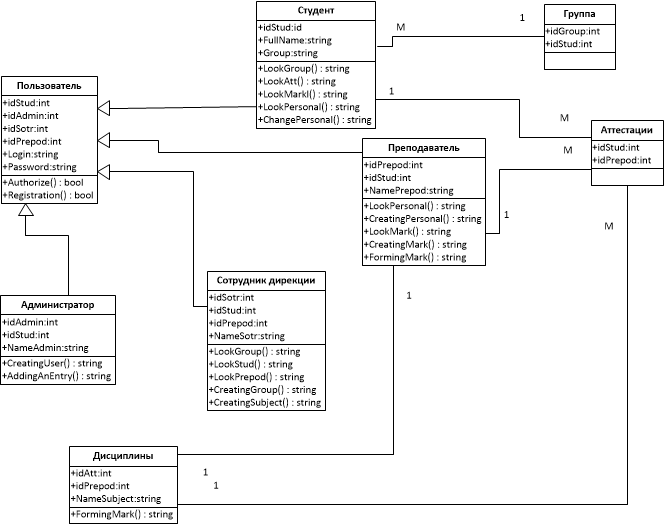 Студент
+idStud:id
+FullName:string
+Group:string
+LookGroup() : string
+LookAtt() : string
+LookMarkl() : string
+LookPersonal() : string
+ChangePersonal() : string
M
1
Группа
+idGroup:int
+idStud:int
Пользователь
+idStud:int
+idAdmin:int
+idSotr:int
+idPrepod:int
+Login:string
+Password:string
+Authorize() : bool
+Registration() : bool
1
M
Аттестации
+idStud:int
+idPrepod:int
Преподаватель
+idPrepod:int
+idStud:int
+NamePrepod:string
+LookPersonal() : string
+CreatingPersonal() : string
+LookMark() : string
+CreatingMark() : string
+FormingMark() : string
M
1
M
1
Сотрудник дирекции
+idSotr:int
+idStud:int
+idPrepod:int
+NameSotr:string
+LookGroup() : string
+LookStud() : string
+LookPrepod() : string
+CreatingGroup() : string
+CreatingSubject() : string
Администратор
+idAdmin:int
+idStud:int
+NameAdmin:string
+CreatingUser() : string
+AddingAnEntry() : string
Дисциплины
+idAtt:int
+idPrepod:int
+NameSubject:string
+FormingMark() : string
1
1